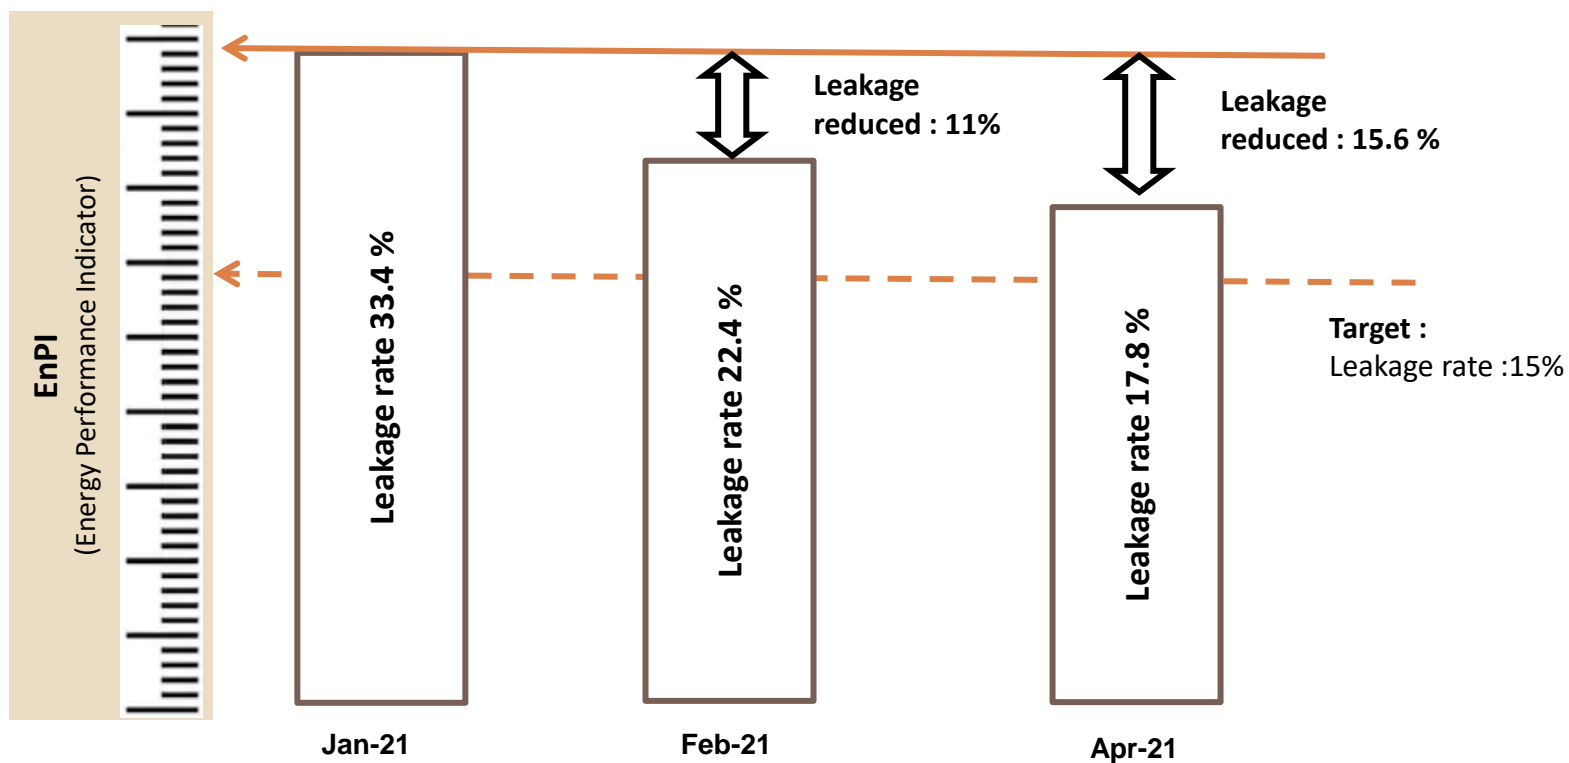 EnPI
(Energy Performance Indicator)
Leakage rate 33.4 %
Leakage rate 22.4 %
Leakage rate 17.8 %
Leakage
reduced : 11%
Leakage
reduced : 15.6 %
Target :
Leakage rate :15%
Jan-21
Feb-21
Apr-21